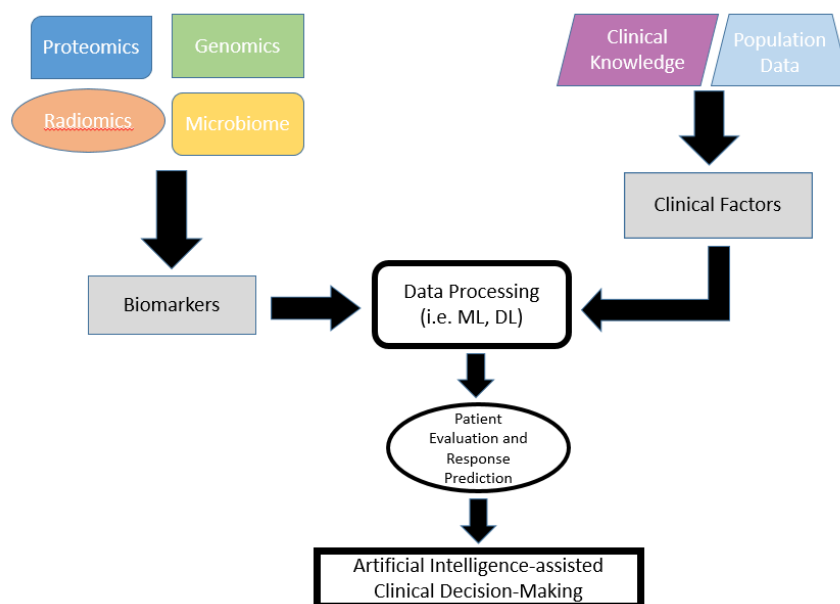 Proteomics
Genomics
Radiomics
Microbiome
Clinical
Knowledge
Population
Data
Clinical Factors
Biomarkers
Data Processing
(i.e. ML, DL)
Patient
Evaluation and
Response
Prediction
Artificial Intelligence-assisted
Clinical Decision-Making